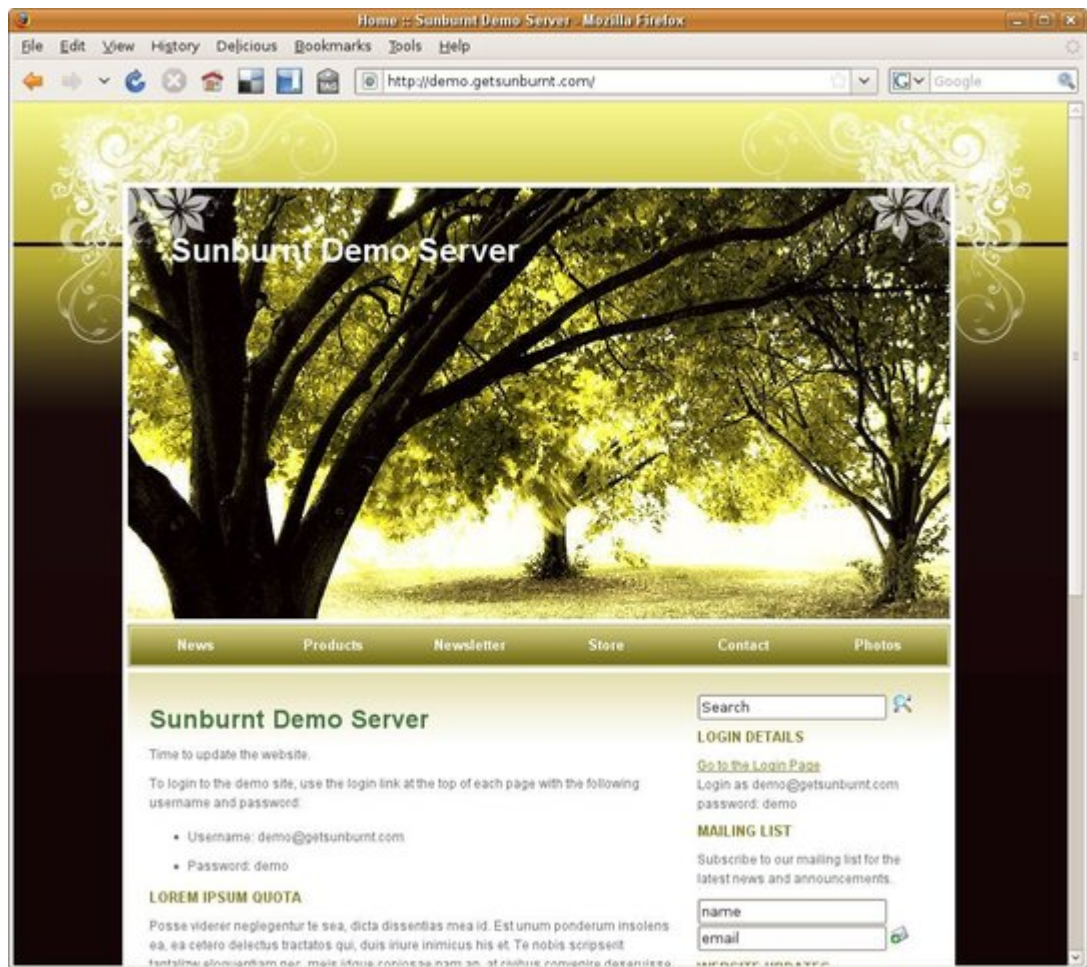 Home :: Sunburnt Demo Server - Mozilla Firefox
File Edit View History Delicious Bookmarks Tools Help
http://demo.getsunburnt.com/ Google
Sunburnt Demo Server
News Products Newsletter Store Contact Photos
Search
Sunburnt Demo Server
LOGIN DETAILS
Time to update the website.
Go to the Login Page
To login to the demo site, use the login link at the top of each page with the following
Login as demo@getsunburnt.com
username and password:
password: demo
• Username: demo@getsunburnt.com
MAILING LIST
• Password: demo
Subscribe to our mailing list for the
latest news and announcements.
LOREM IPSUM QUOTA
name
Posse viderer neglegentur te sea, dicta dissentias mea id. Est unum ponderum insolens
email
ea, ea cetero delectus tractatos qui, duis iriure inimicus his et. Te nobis scripserit
WEBSITE UPDATES